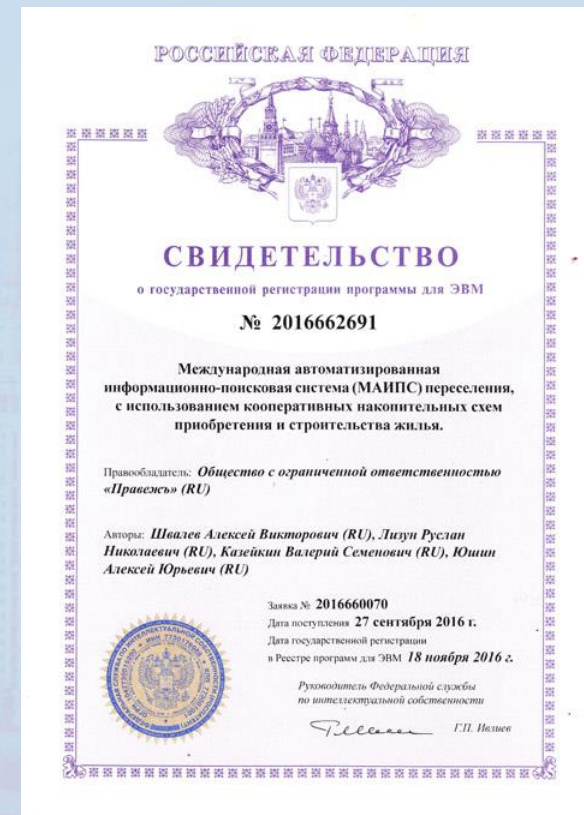 РОССИЙСКАЯ ФЕДЕРАЦИЯ
СВИДЕТЕЛЬСТВО
о государственной регистрации программы для ЭВМ
№ 2016662691
Международная автоматизированная
информационно-поисковая система (МАИПС) переселения,
с использованием кооперативных накопительных схем
приобретения и строительства жилья.
Правообладатель: Общество с ограниченной ответственностью
«Правежъ» (RU)
Авторы: Швалев Алексей Викторович (RU), Лизун Руслан
Николаевич (RU), Казейкин Валерий Семенович (RU), Юшин
Алексей Юрьевич (RU)
Заявка № 2016660070
Дата поступления 27 сентября 2016 г.
Дата государственной регистрации
в Реестре программ для ЭВМ 18 ноября 2016 г.
Руководитель Федеральной службы
по интеллектуальной собственности
Г.П. Ивлиев